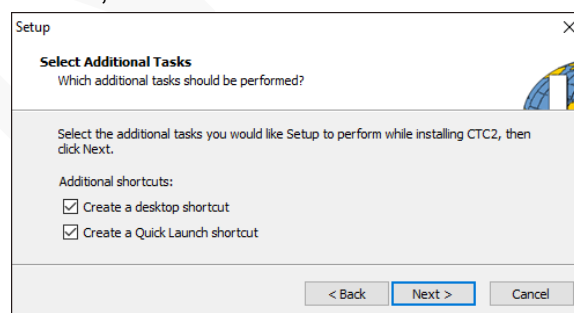 Setup
Select Additional Tasks
Which additional tasks should be performed?
Select the additional tasks you would like Setup to perform while installing CTC2, then
click Next.
Additional shortcuts:
Create a desktop shortcut
Create a Quick Launch shortcut
< Back Next > Cancel